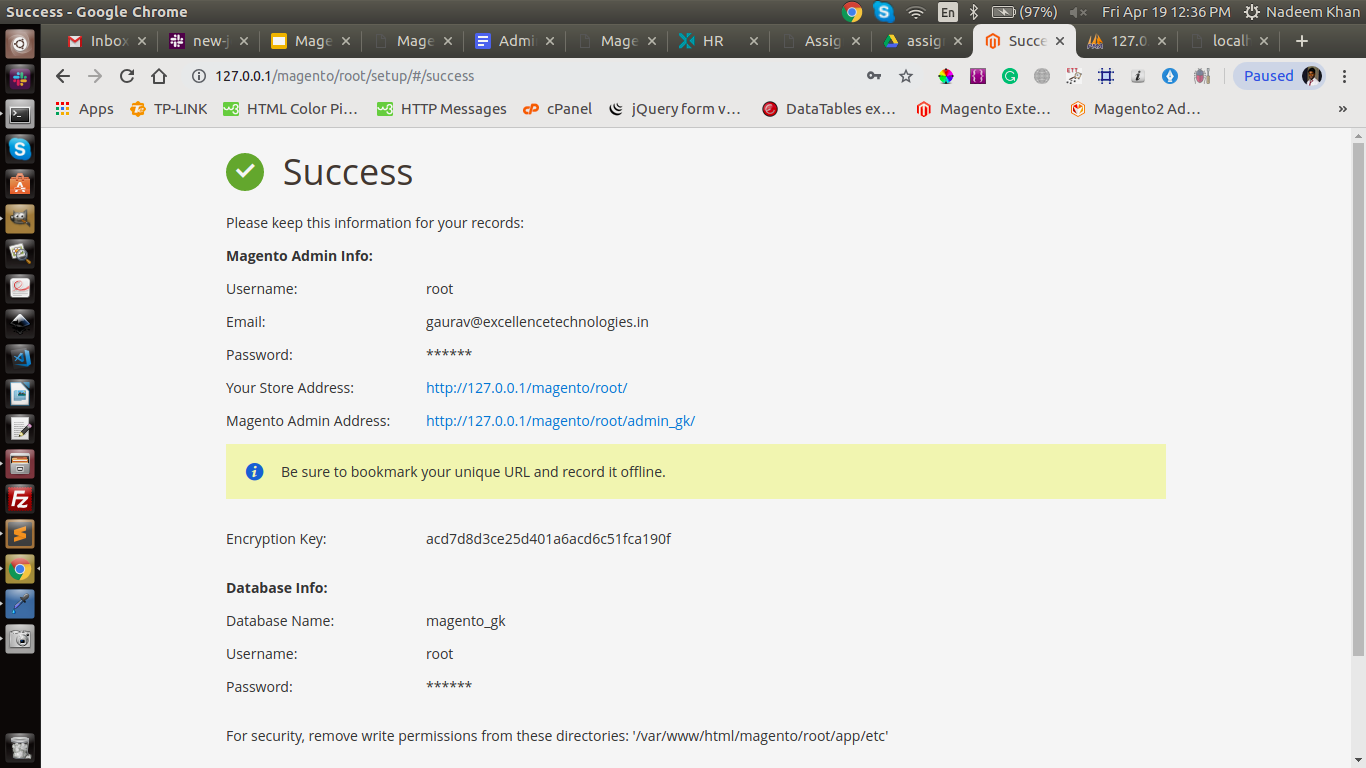 Success - Google Chrome
En
(97%)
Fri Apr 19 12:36 PM
Nadeem Khan
Inbox
new-j
Mage
Mage
Admi
Mage
HR
Assig
assigr
Succe
127.0
localh
127.0.0.1/magento/root/setup/#/success
Paused
Apps
TP-LINK
HTML Color Pi...
HTTP Messages
cPanel
jQuery form v...
DataTables ex...
Magento Exte...
Magento2 Ad...
Success
Please keep this information for your records:
Magento Admin Info:
Username: root
Email: gaurav@excellencetechnologies.in
Password: ******
Your Store Address: http://127.0.0.1/magento/root/
Magento Admin Address: http://127.0.0.1/magento/root/admin_gk/
Be sure to bookmark your unique URL and record it offline.
Encryption Key: acd7d8d3ce25d401a6acd6c51fca190f
Database Info:
Database Name: magento_gk
Username: root
Password: ******
For security, remove write permissions from these directories: '/var/www/html/magento/root/app/etc'